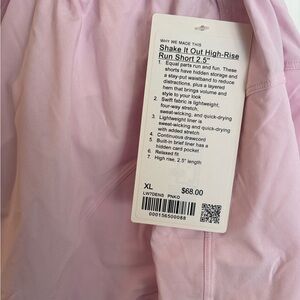 WHY WE MADE THIS
Shake It Out High-Rise
Run Short 2.5"
1. Equal parts run and fun. These
shorts have hidden storage and
a stay-put waistband to reduce
distractions, plus a layered
hem that brings volume and
style to your look
2. Swift fabric is lightweight,
four-way stretch,
sweat-wicking, and quick-drying
3. Lightweight liner is
sweat-wicking and quick-drying
with added stretch
4. Continuous drawcord
5. Built-in brief liner has a
hidden card pocket
6. Relaxed fit
7. High rise, 2.5" length
XL $68.00
LW7DENS PNKO
000156500088